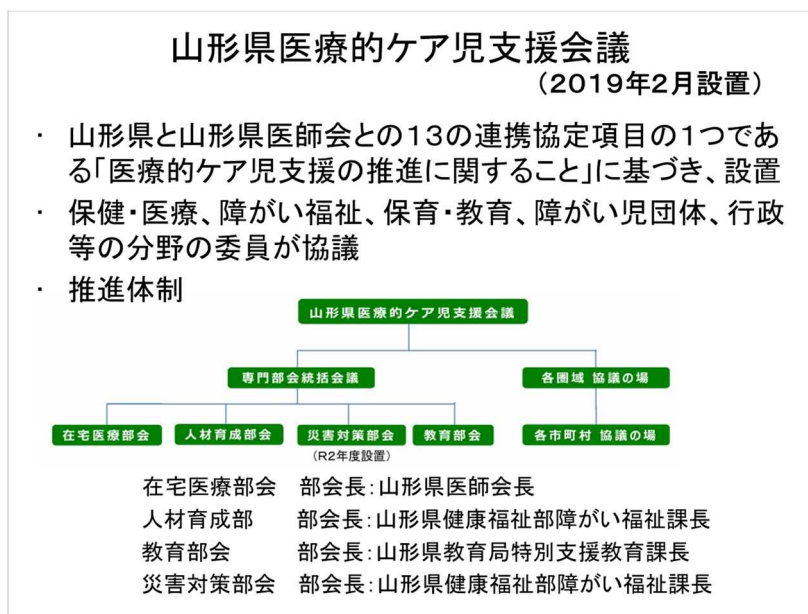 山形県医療的ケア児支援会議
（2019年2月設置）
・ 山形県と山形県医師会との13の連携協定項目の1つであ
る「医療的ケア児支援の推進に関すること」に基づき、設置
・ 保健・医療、障がい福祉、保育・教育、障がい児団体、行政
等の分野の委員が協議
・ 推進体制
山形県医療的ケア児支援会議
専門部会統括会議 各圏域 協議の場
在宅医療部会 人材育成部会 災害対策部会 教育部会 各市町村 協議の場
（R2年度設置）
在宅医療部会 部会長：山形県医師会長
人材育成部 部会長：山形県健康福祉部障がい福祉課長
教育部会 部会長：山形県教育局特別支援教育課長
災害対策部会 部会長：山形県健康福祉部障がい福祉課長